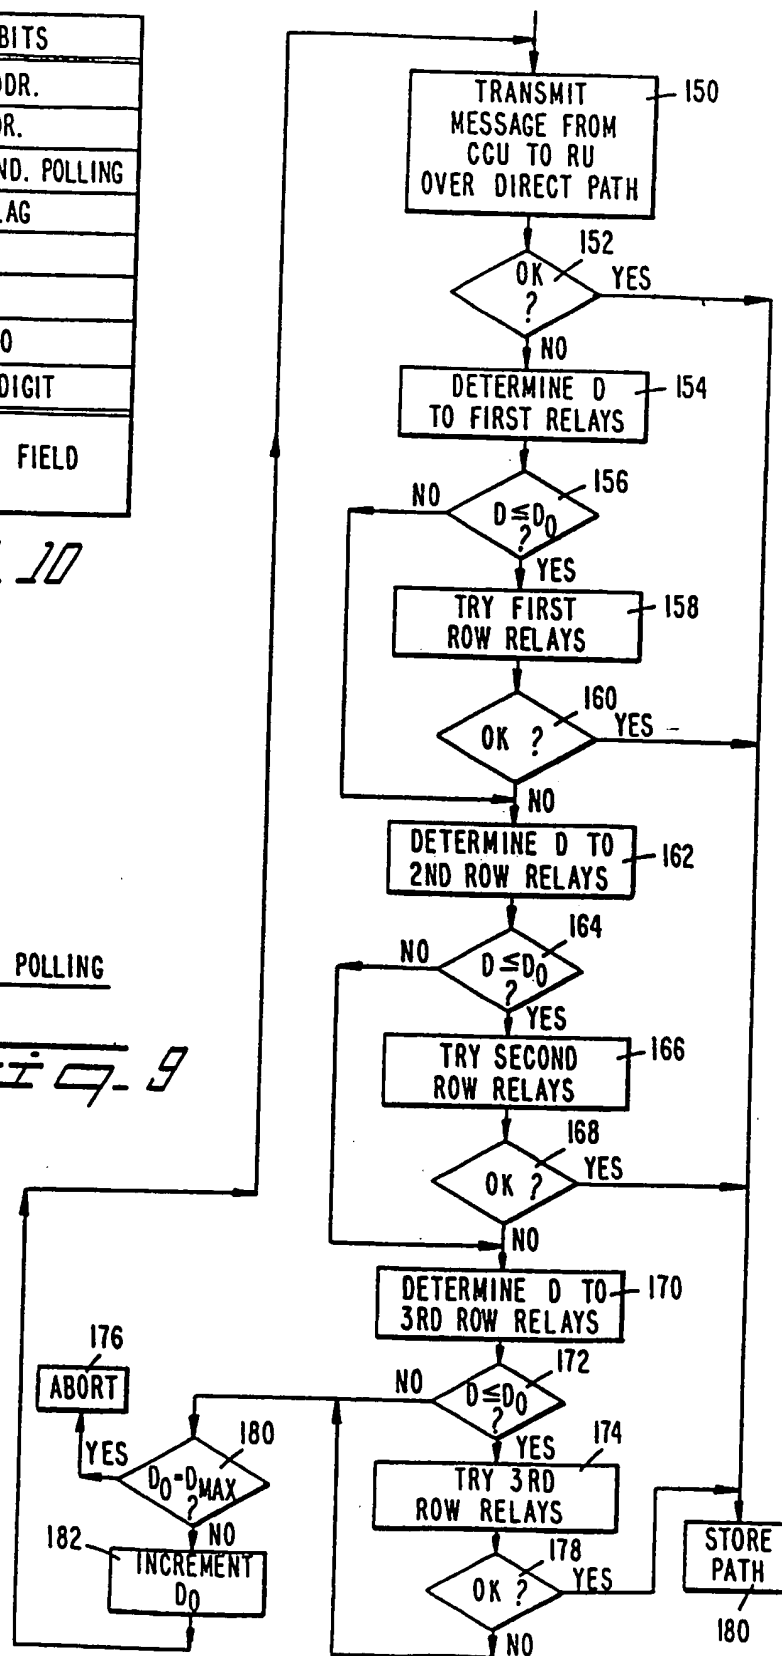 BITS
DDR.
DR.
ND. POLLING
LAG
0
DIGIT
FIELD
10
POLLING
Fig. 9
TRANSMIT
MESSAGE FROM
CCU TO RU
OVER DIRECT PATH
150
OK
?
152
YES
NO
DETERMINE D
TO FIRST RELAYS
154
D≤D0
?
156
NO
YES
TRY FIRST
ROW RELAYS
158
OK ?
160
YES
NO
DETERMINE D TO
2ND ROW RELAYS
162
D≤D0
?
164
NO
YES
TRY SECOND
ROW RELAYS
166
OK ?
168
YES
NO
DETERMINE D TO
3RD ROW RELAYS
170
D≤D0
?
172
NO
YES
TRY 3RD
ROW RELAYS
174
OK ?
178
YES
NO
STORE
PATH
180
176
ABORT
YES
D0=DMAX
?
180
NO
182
INCREMENT
D0